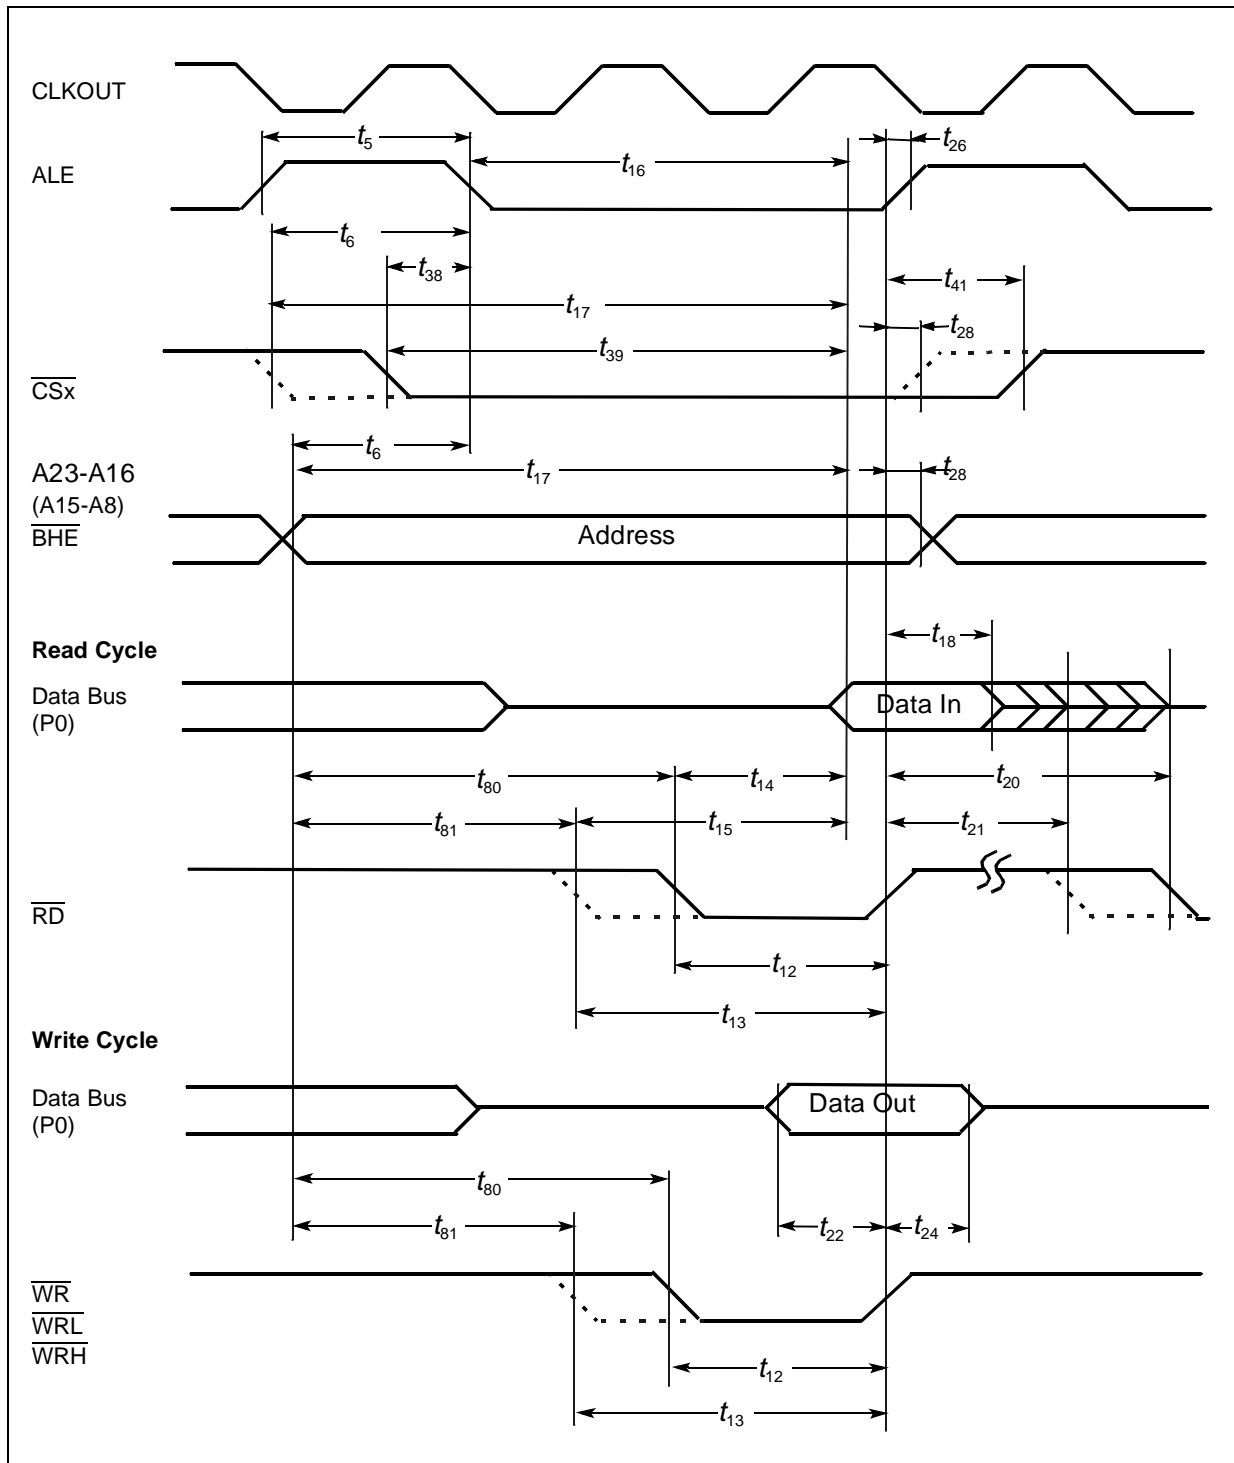 CLKOUT
t5
t26
ALE
t16
t6
t38
t41
t17
t28
t39
CSx
t6
A23-A16
t17
t28
(A15-A8)
BHE
Address
t18
Read Cycle
Data Bus
Data In
(P0)
t80
t14
t20
t81
t15
t21
RD
t12
t13
Write Cycle
Data Bus
Data Out
(P0)
t80
t81
t22
t24
WR
WRL
WRH
t12
t13